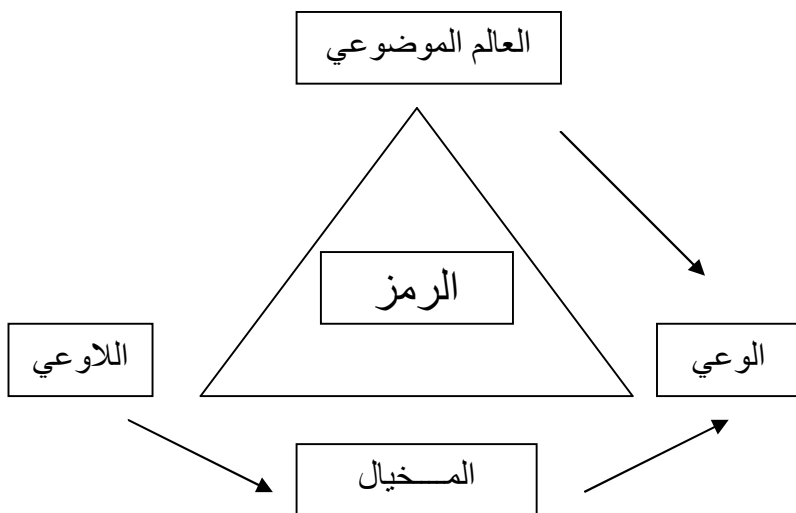 العالم الموضوعي
الرمز
الوعي
اللاوعي
المـــخيال